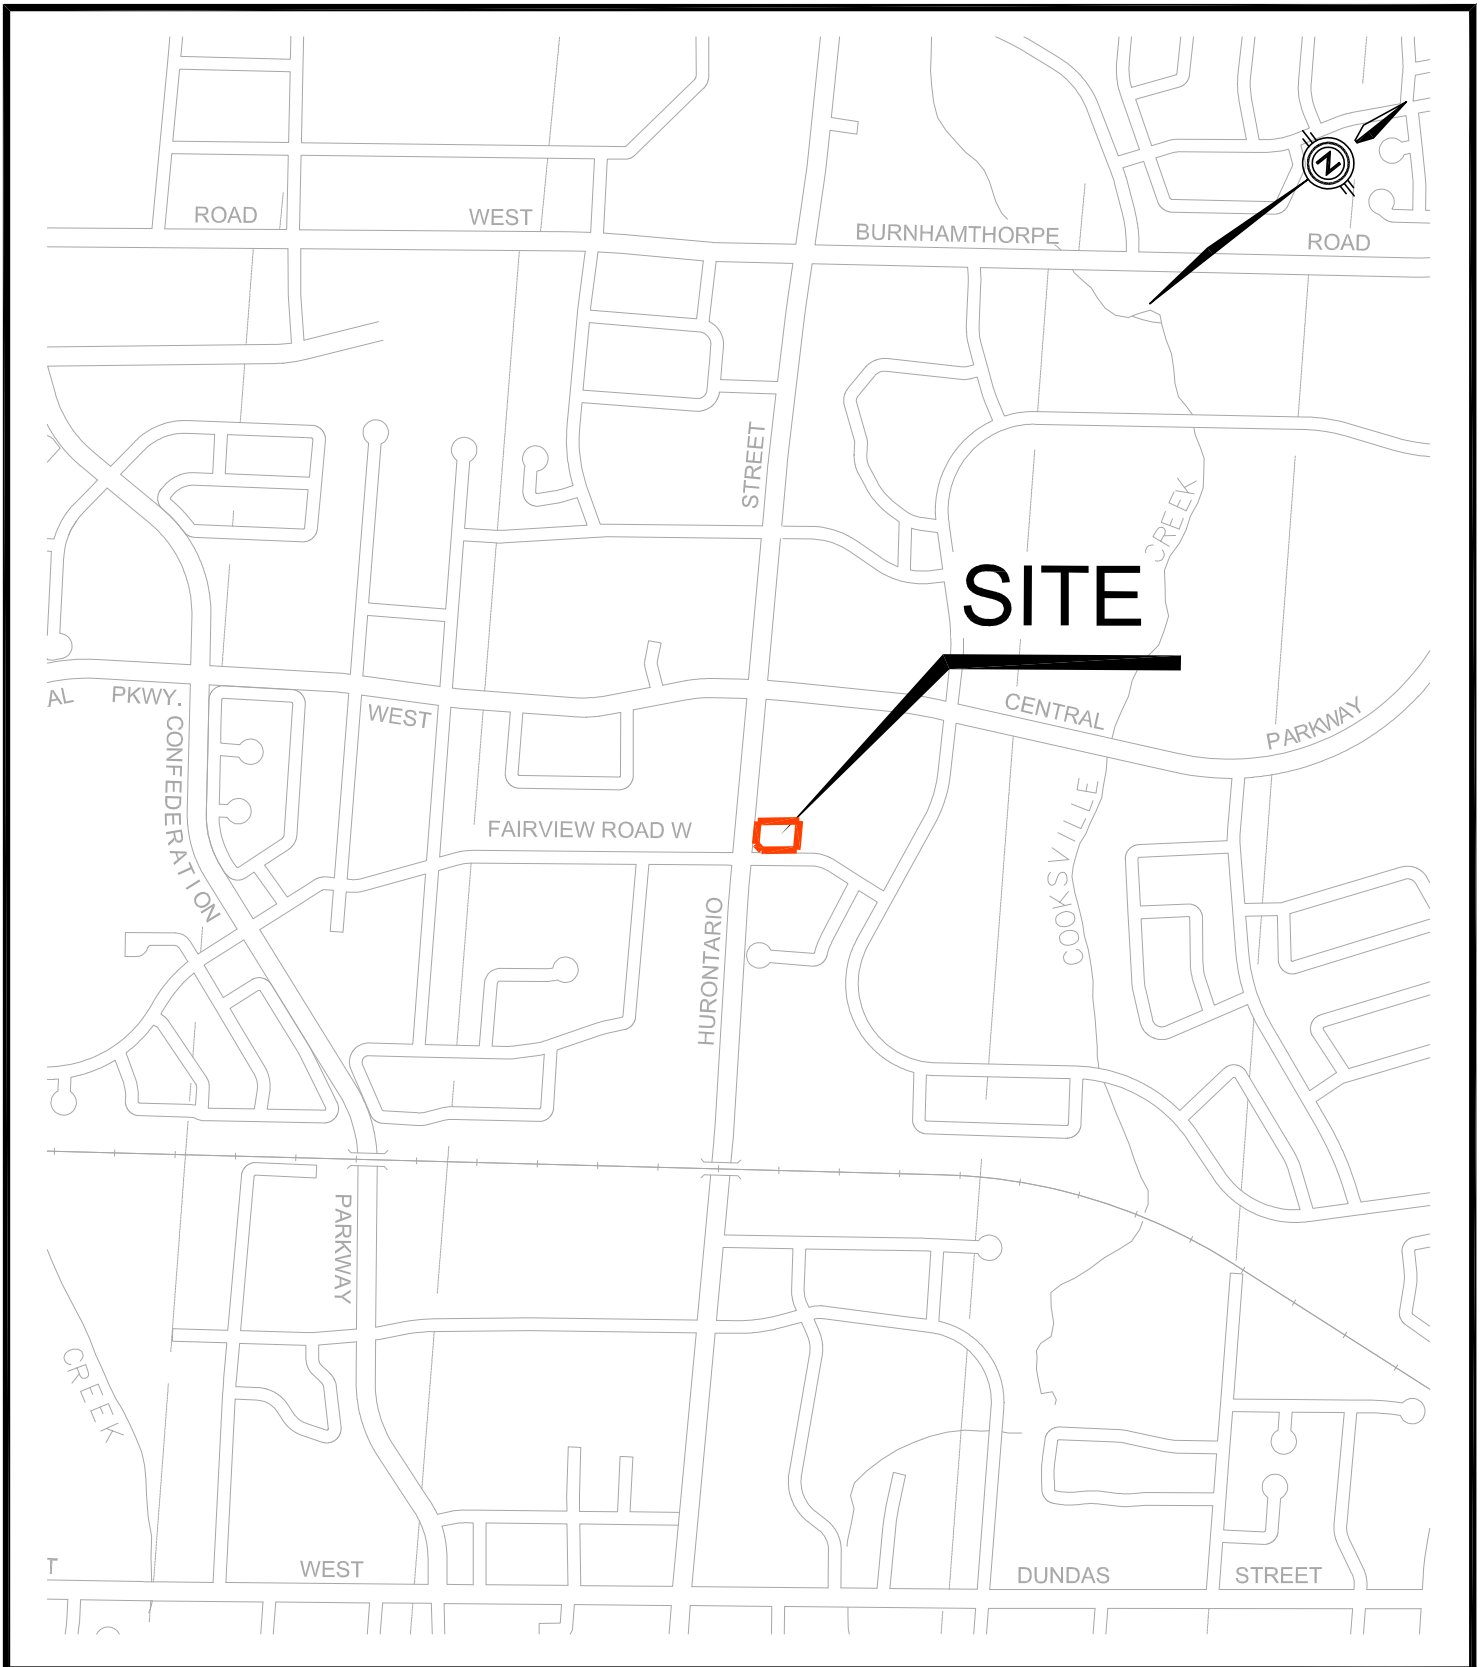 ROAD
WEST
BURNHAMTHORPE
ROAD
N
STREET
CREEK
SITE
AL PKWY.
WEST
CENTRAL
PARKWAY
CONFEDERATION
FAIRVIEW ROAD W
COOKSVILLE
HURONTARIO
PARKWAY
CREEK
T
WEST
DUNDAS
STREET